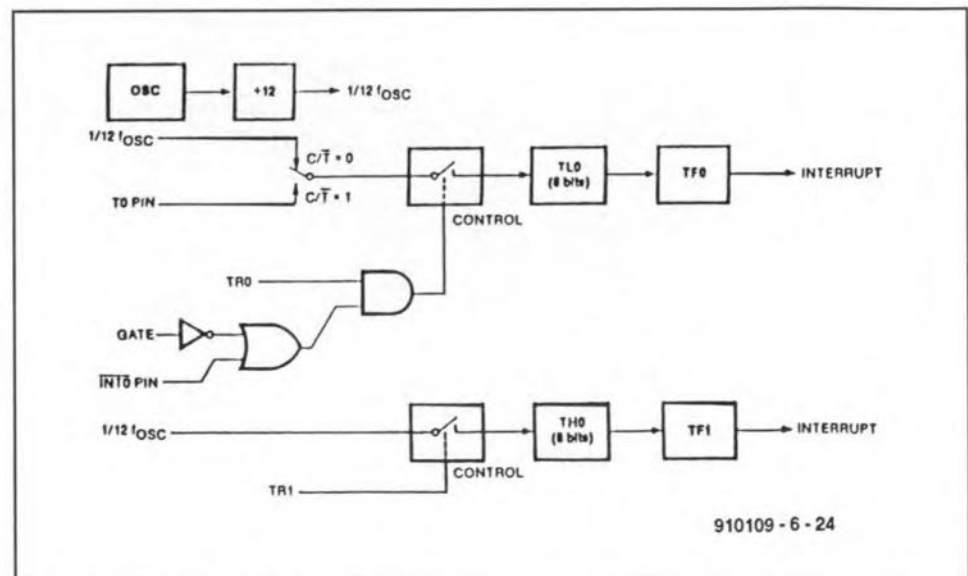 OSC
÷12
1/12 fOSC
1/12 fOSC
C/T̅ = 0
T0 PIN
C/T̅ = 1
CONTROL
TL0
(8 bits)
TF0
INTERRUPT
TR0
GATE
I̅N̅T̅0̅ PIN
1/12 fOSC
CONTROL
TR1
TH0
(8 bits)
TF1
INTERRUPT
910109 - 6 - 24